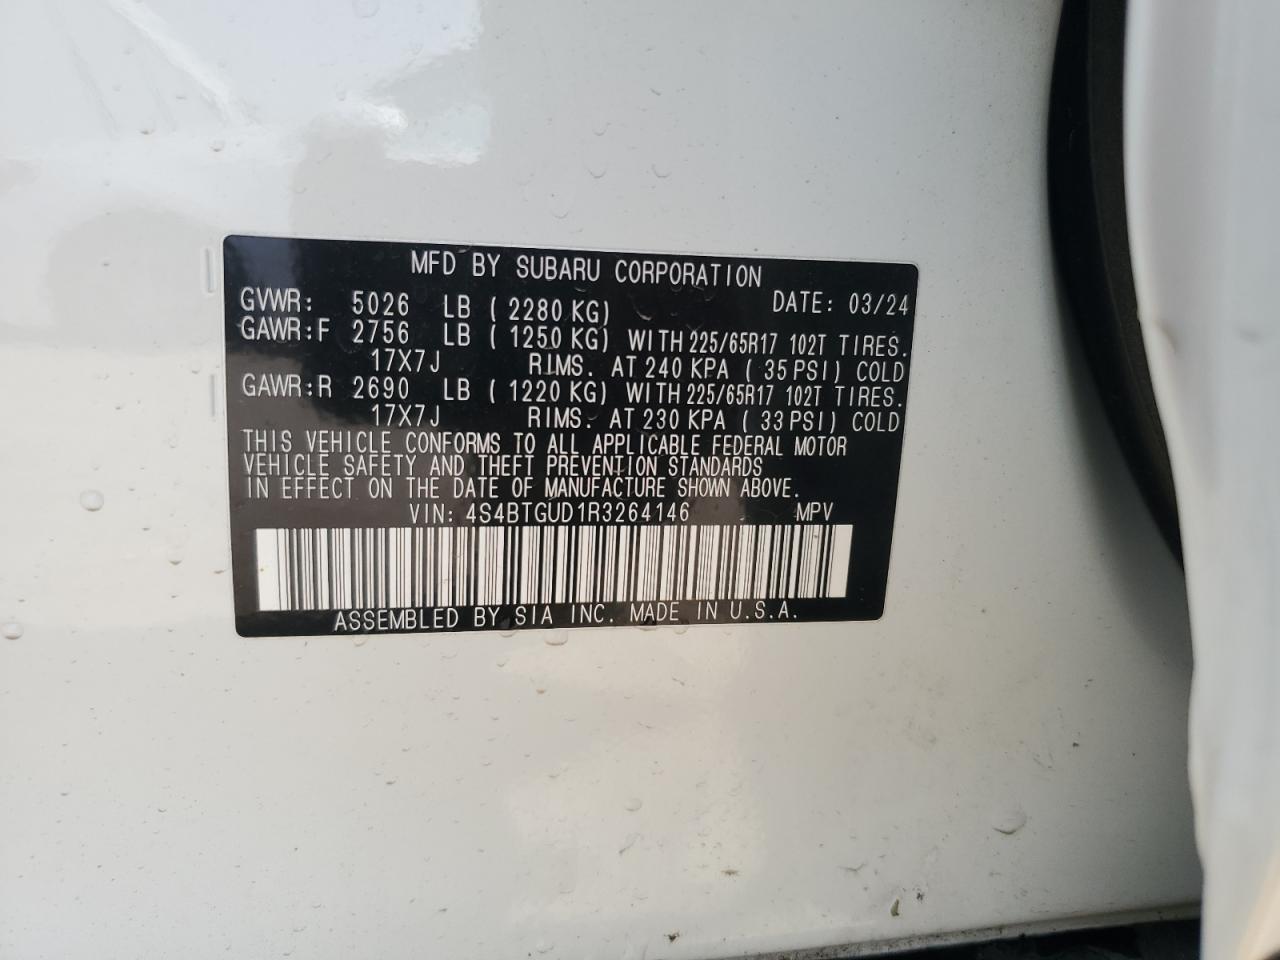 MFD BY SUBARU CORPORATION
GVWR: 5026 LB ( 2280 KG) DATE: 03/24
GAWR:F 2756 LB ( 1250 KG) WITH 225/65R17 102T TIRES.
17X7J RIMS. AT 240 KPA ( 35 PSI) COLD
GAWR:R 2690 LB ( 1220 KG) WITH 225/65R17 102T TIRES.
17X7J RIMS. AT 230 KPA ( 33 PSI) COLD
THIS VEHICLE CONFORMS TO ALL APPLICABLE FEDERAL MOTOR
VEHICLE SAFETY AND THEFT PREVENTION STANDARDS
IN EFFECT ON THE DATE OF MANUFACTURE SHOWN ABOVE.
VIN: 4S4BTGUD1R3264146 MPV
ASSEMBLED BY SIA INC. MADE IN U.S.A.